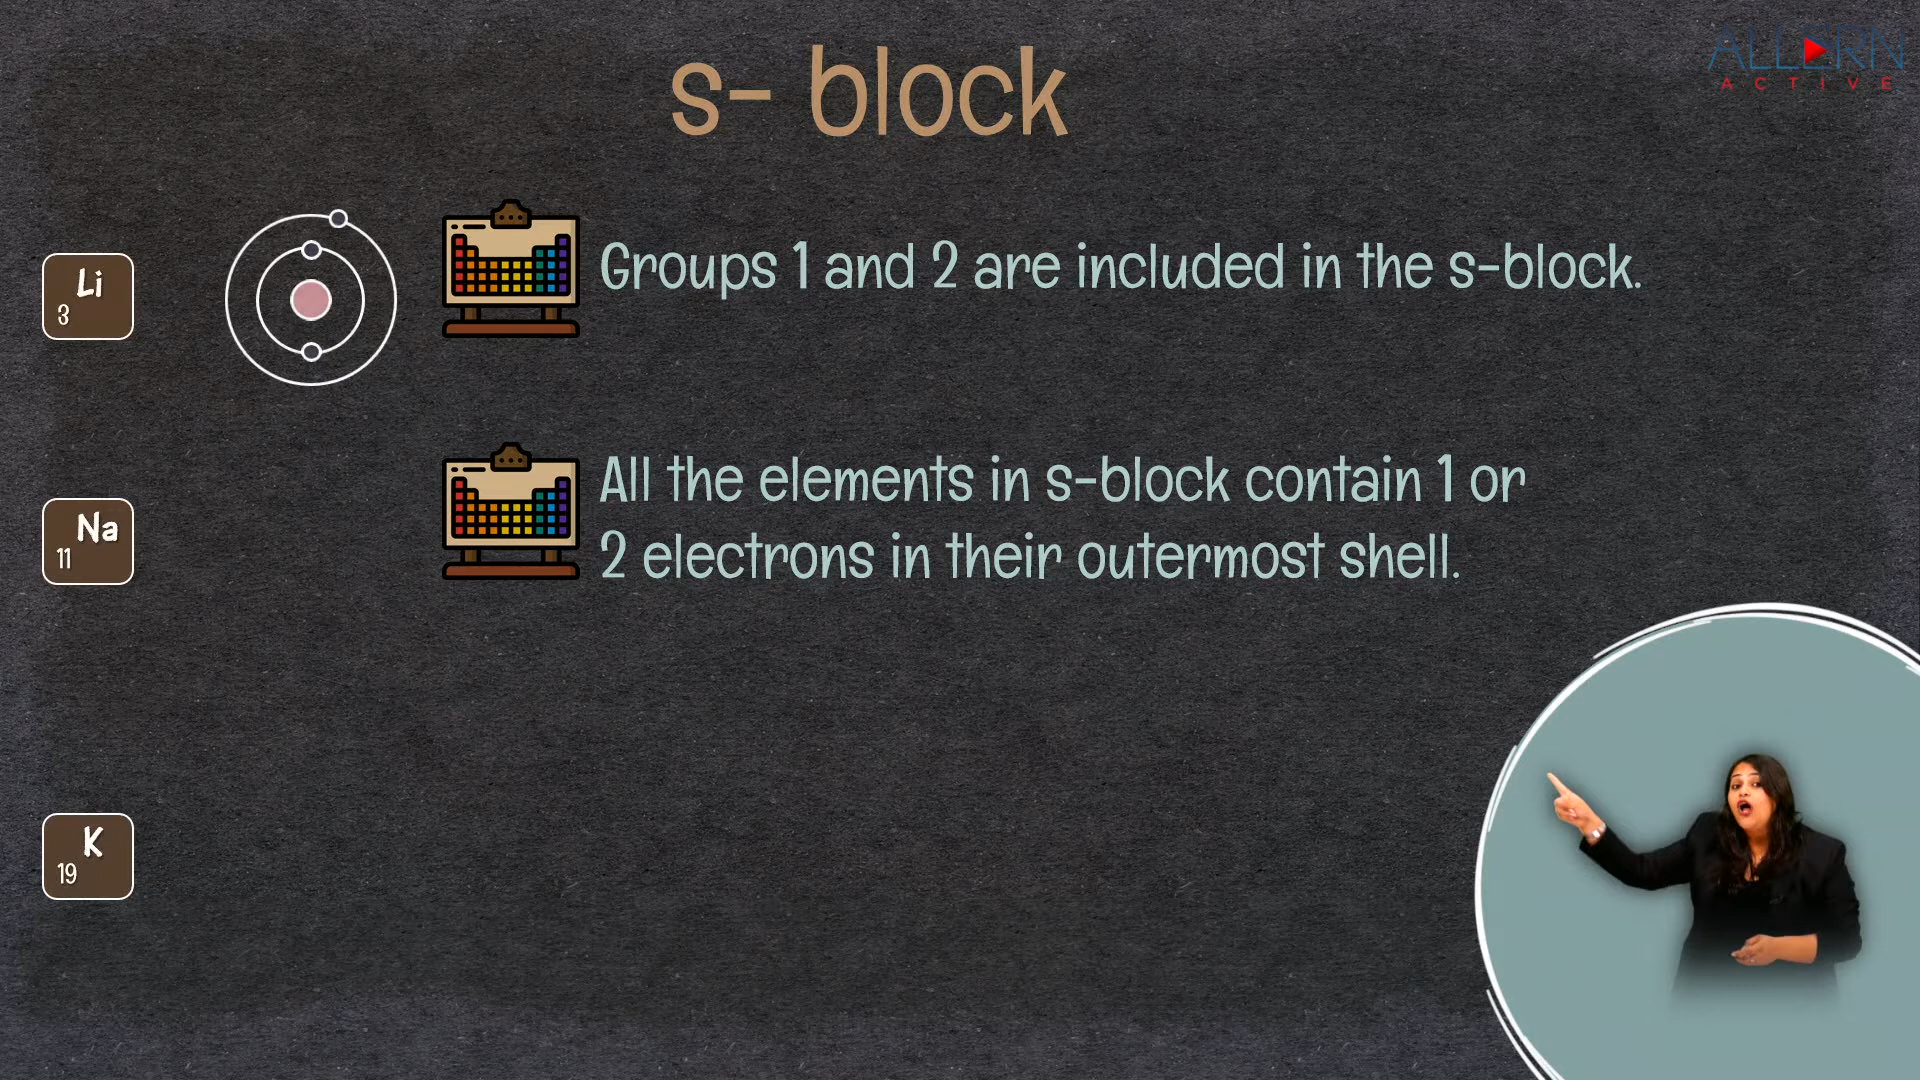 ALLERN
ACTIVE
s- block
Li
3
Groups 1 and 2 are included in the s-block.
All the elements in s-block contain 1 or
2 electrons in their outermost shell.
Na
11
K
19